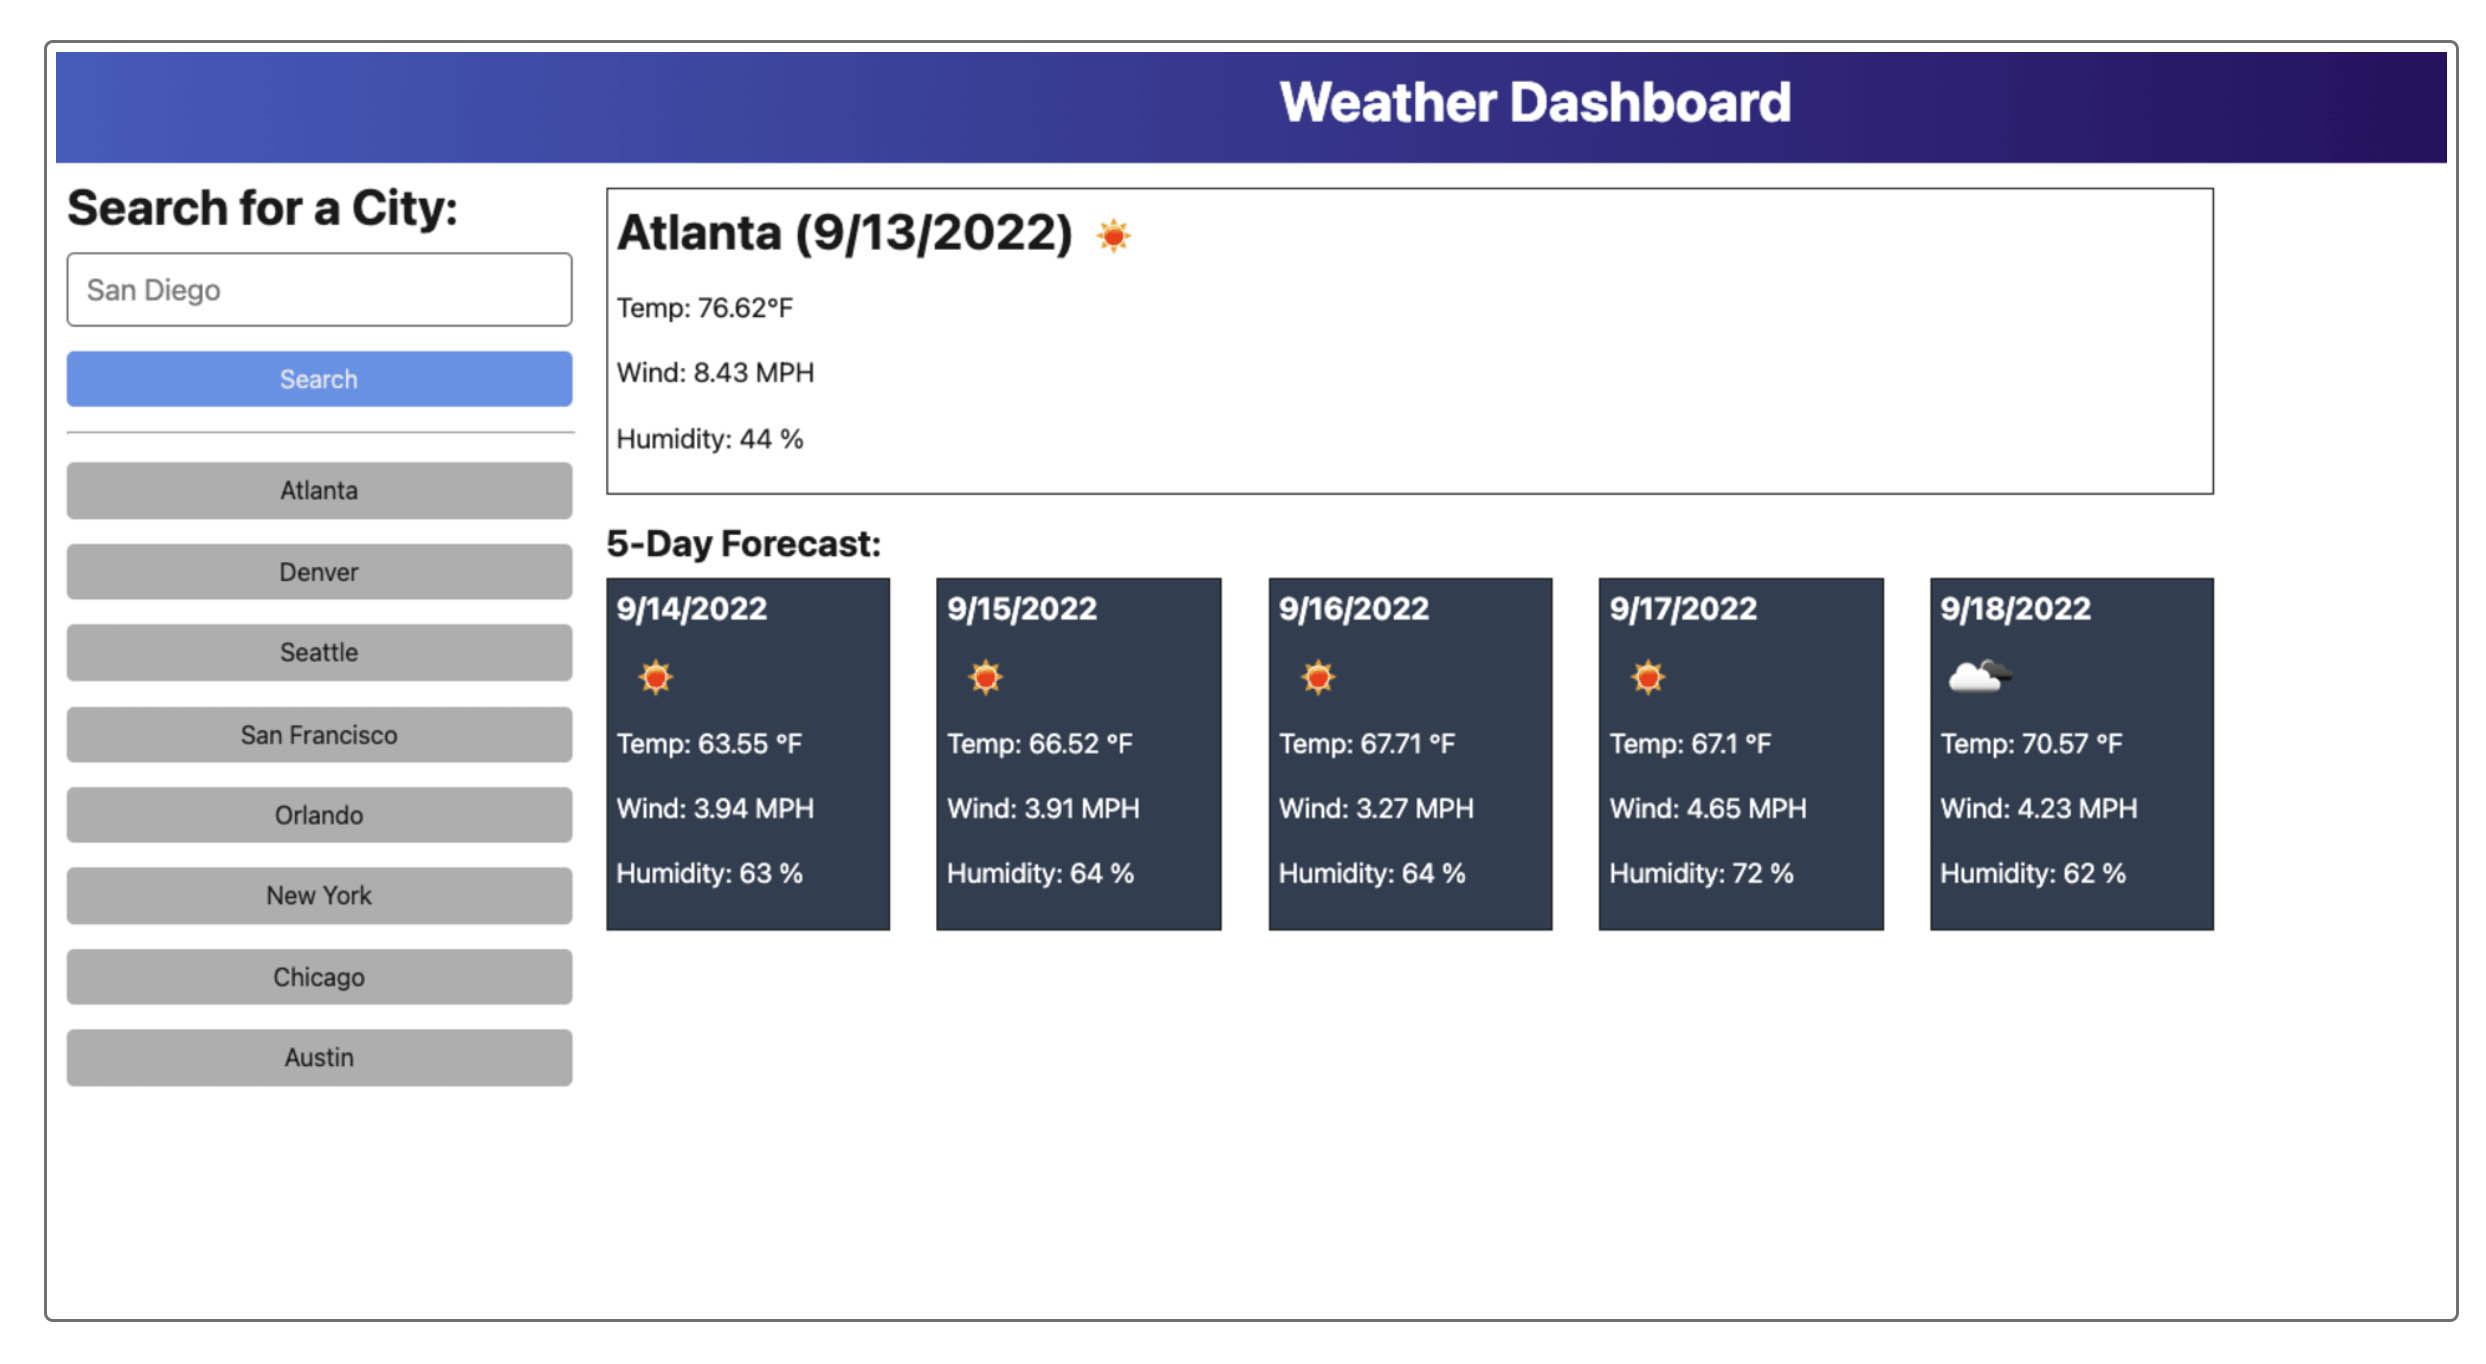 Weather Dashboard
Search for a City:
San Diego
Search
Atlanta
Denver
Seattle
San Francisco
Orlando
New York
Chicago
Austin
Atlanta (9/13/2022)
Temp: 76.62°F
Wind: 8.43 MPH
Humidity: 44 %
5-Day Forecast:
9/14/2022
Temp: 63.55 °F
Wind: 3.94 MPH
Humidity: 63 %
9/15/2022
Temp: 66.52 °F
Wind: 3.91 MPH
Humidity: 64 %
9/16/2022
Temp: 67.71 °F
Wind: 3.27 MPH
Humidity: 64 %
9/17/2022
Temp: 67.1 °F
Wind: 4.65 MPH
Humidity: 72 %
9/18/2022
Temp: 70.57 °F
Wind: 4.23 MPH
Humidity: 62 %